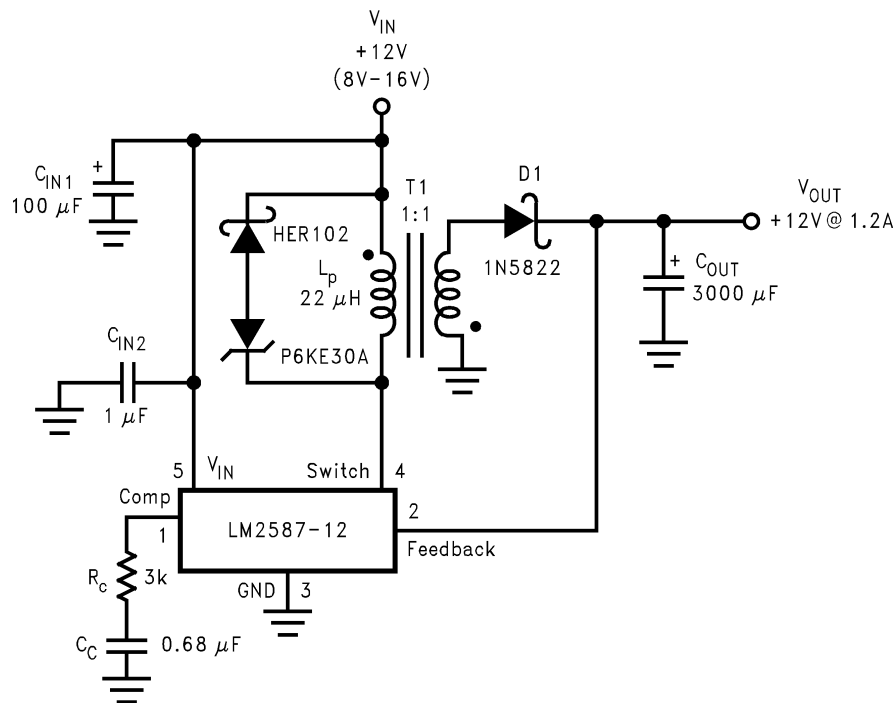 V_IN
+12V
(8V–16V)
+
C_IN1
100 μF
HER102
T1
1:1
D1
1N5822
V_OUT
+12V @ 1.2A
+
C_OUT
3000 μF
L_p
22 μH
P6KE30A
C_IN2
1 μF
5
V_IN
Switch
4
Comp
1
LM2587-12
2
Feedback
GND
3
R_c
3k
C_C
0.68 μF